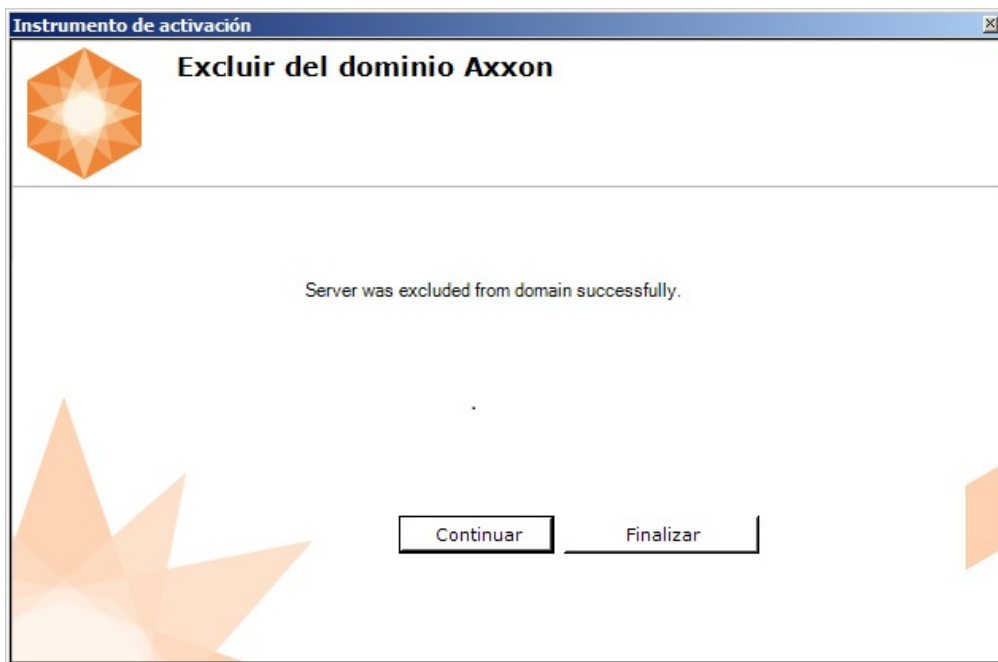 Instrumento de activación
Excluir del dominio Axxon
Server was excluded from domain successfully.
.
Continuar
Finalizar